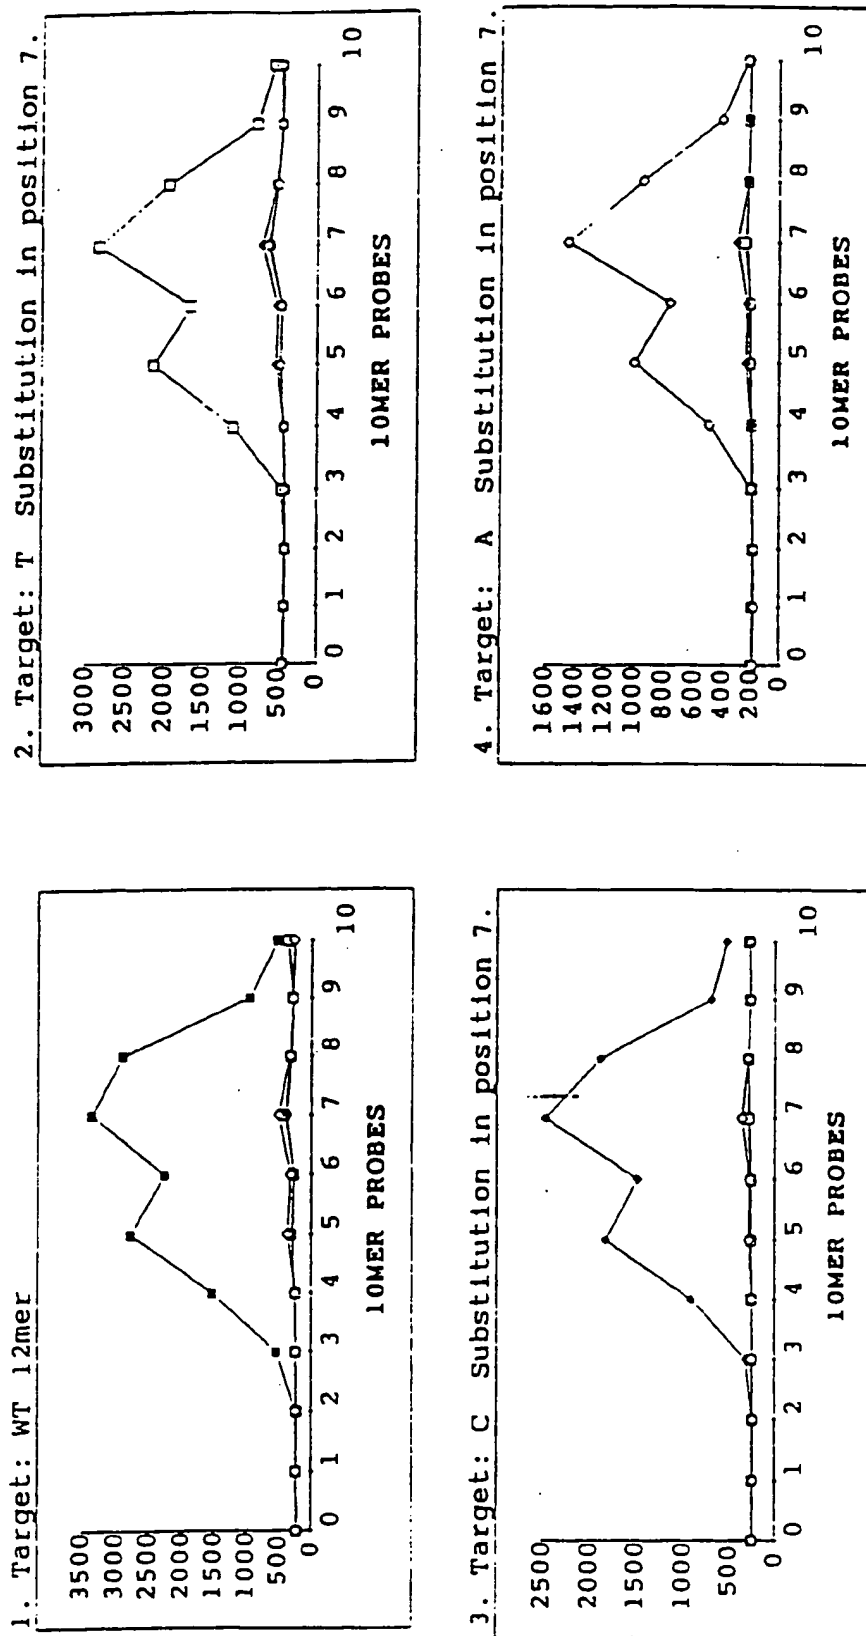 1. Target: WT 12mer
3500
3000
2500
2000
1500
1000
500
0
0 1 2 3 4 5 6 7 8 9 10
10MER PROBES
2. Target: T Substitution in position 7.
3000
2500
2000
1500
1000
500
0
0 1 2 3 4 5 6 7 8 9 10
10MER PROBES
3. Target: C Substitution in position 7.
2500
2000
1500
1000
500
0
0 1 2 3 4 5 6 7 8 9 10
10MER PROBES
4. Target: A Substitution in position 7.
1600
1400
1200
1000
800
600
400
200
0
0 1 2 3 4 5 6 7 8 9 10
10MER PROBES